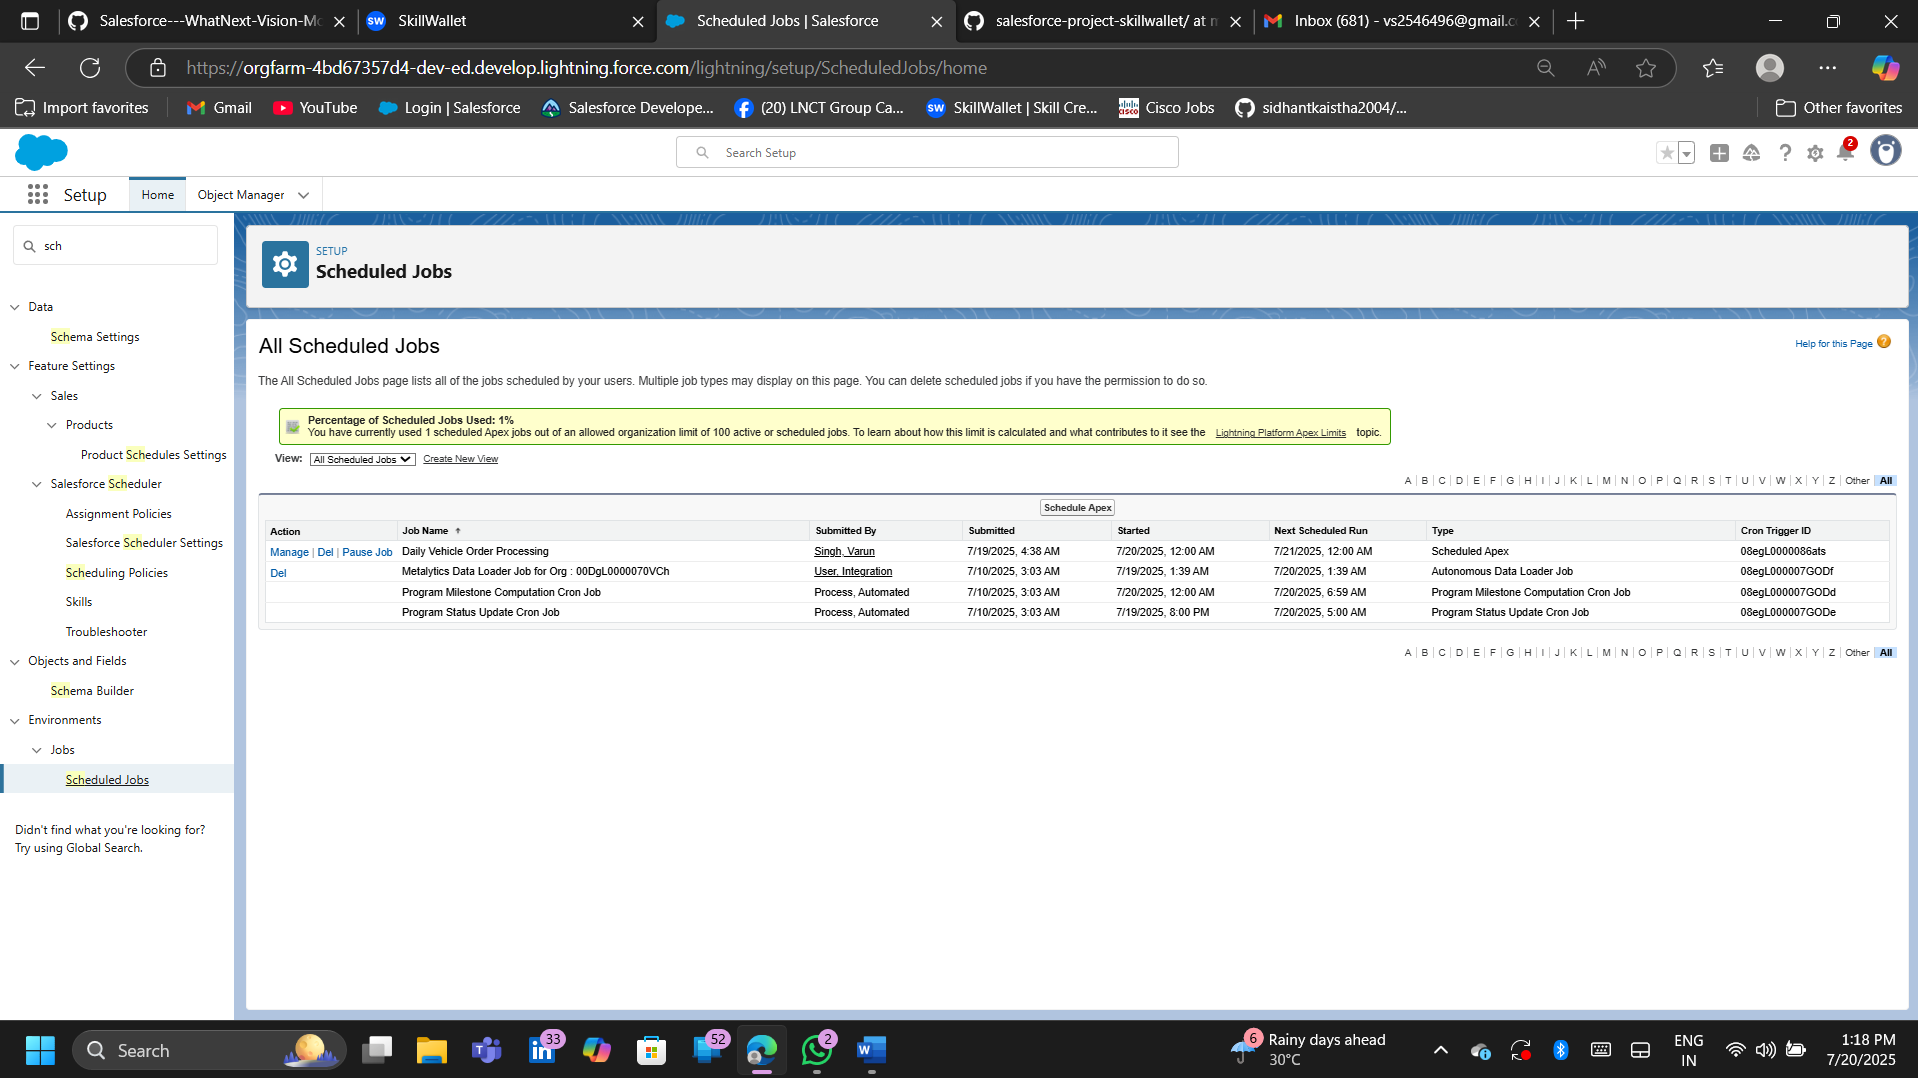 Salesforce---WhatNext-Vision-Mo
SkillWallet
Scheduled Jobs | Salesforce
salesforce-project-skillwallet/ at m
Inbox (681) - vs2546496@gmail.co
https://orgfarm-4bd67357d4-dev-ed.develop.lightning.force.com/lightning/setup/ScheduledJobs/home
Import favorites
Gmail
YouTube
Login | Salesforce
Salesforce Develope...
(20) LNCT Group Ca...
SkillWallet | Skill Cre...
Cisco Jobs
sidhantkaistha2004/...
Other favorites
Search Setup
2
Setup
Home
Object Manager
sch
Data
Schema Settings
Feature Settings
Sales
Products
Product Schedules Settings
Salesforce Scheduler
Assignment Policies
Salesforce Scheduler Settings
Scheduling Policies
Skills
Troubleshooter
Objects and Fields
Schema Builder
Environments
Jobs
Scheduled Jobs
Didn't find what you're looking for?
Try using Global Search.
SETUP
Scheduled Jobs
All Scheduled Jobs
Help for this Page ?
The All Scheduled Jobs page lists all of the jobs scheduled by your users. Multiple job types may display on this page. You can delete scheduled jobs if you have the permission to do so.
Percentage of Scheduled Jobs Used: 1%
You have currently used 1 scheduled Apex jobs out of an allowed organization limit of 100 active or scheduled jobs. To learn about how this limit is calculated and what contributes to it see the Lightning Platform Apex Limits topic.
View: All Scheduled Jobs Create New View
A | B | C | D | E | F | G | H | I | J | K | L | M | N | O | P | Q | R | S | T | U | V | W | X | Y | Z | Other All
Schedule Apex
Action Job Name Submitted By Submitted Started Next Scheduled Run Type Cron Trigger ID
Manage | Del | Pause Job Daily Vehicle Order Processing Singh, Varun 7/19/2025, 4:38 AM 7/20/2025, 12:00 AM 7/21/2025, 12:00 AM Scheduled Apex 08egL0000086ats
Del Metalytics Data Loader Job for Org : 00DgL0000070VCh User, Integration 7/10/2025, 3:03 AM 7/19/2025, 1:39 AM 7/20/2025, 1:39 AM Autonomous Data Loader Job 08egL000007GODf
Program Milestone Computation Cron Job Process, Automated 7/10/2025, 3:03 AM 7/20/2025, 12:00 AM 7/20/2025, 6:59 AM Program Milestone Computation Cron Job 08egL000007GODd
Program Status Update Cron Job Process, Automated 7/10/2025, 3:03 AM 7/19/2025, 8:00 PM 7/20/2025, 5:00 AM Program Status Update Cron Job 08egL000007GODe
A | B | C | D | E | F | G | H | I | J | K | L | M | N | O | P | Q | R | S | T | U | V | W | X | Y | Z | Other All
Search
33
52
2
6
Rainy days ahead
30°C
ENG
IN
1:18 PM
7/20/2025